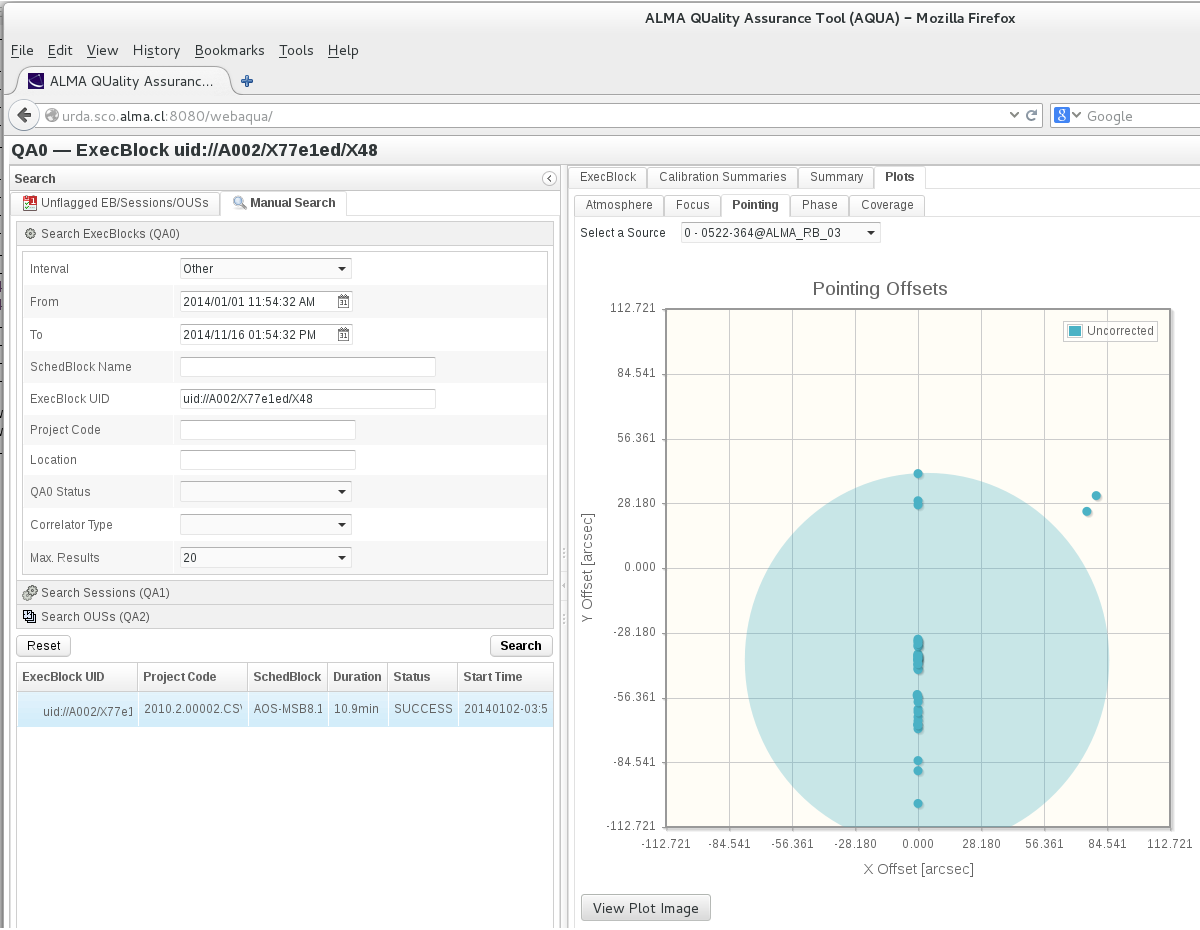 ALMA QUality Assurance Tool (AQUA) – Mozilla Firefox
File Edit View History Bookmarks Tools Help
ALMA QUality Assuranc...
urda.sco.alma.cl:8080/webaqua/
8 Google
QA0 — ExecBlock uid://A002/X77e1ed/X48
Search
Unflagged EB/Sessions/OUSs Manual Search
Search ExecBlocks (QA0)
Interval Other
From 2014/01/01 11:54:32 AM
To 2014/11/16 01:54:32 PM
SchedBlock Name
ExecBlock UID uid://A002/X77e1ed/X48
Project Code
Location
QA0 Status
Correlator Type
Max. Results 20
Search Sessions (QA1)
Search OUSs (QA2)
Reset Search
ExecBlock UID Project Code SchedBlock Duration Status Start Time
uid://A002/X77e1 2010.2.00002.CS AOS-MSB8.1 10.9min SUCCESS 20140102-03:5
ExecBlock Calibration Summaries Summary Plots
Atmosphere Focus Pointing Phase Coverage
Select a Source 0 - 0522-364@ALMA_RB_03
Pointing Offsets
Uncorrected
112.721
84.541
56.361
28.180
0.000
-28.180
-56.361
-84.541
-112.721
Y Offset [arcsec]
-112.721 -84.541 -56.361 -28.180 0.000 28.180 56.361 84.541 112.721
X Offset [arcsec]
View Plot Image